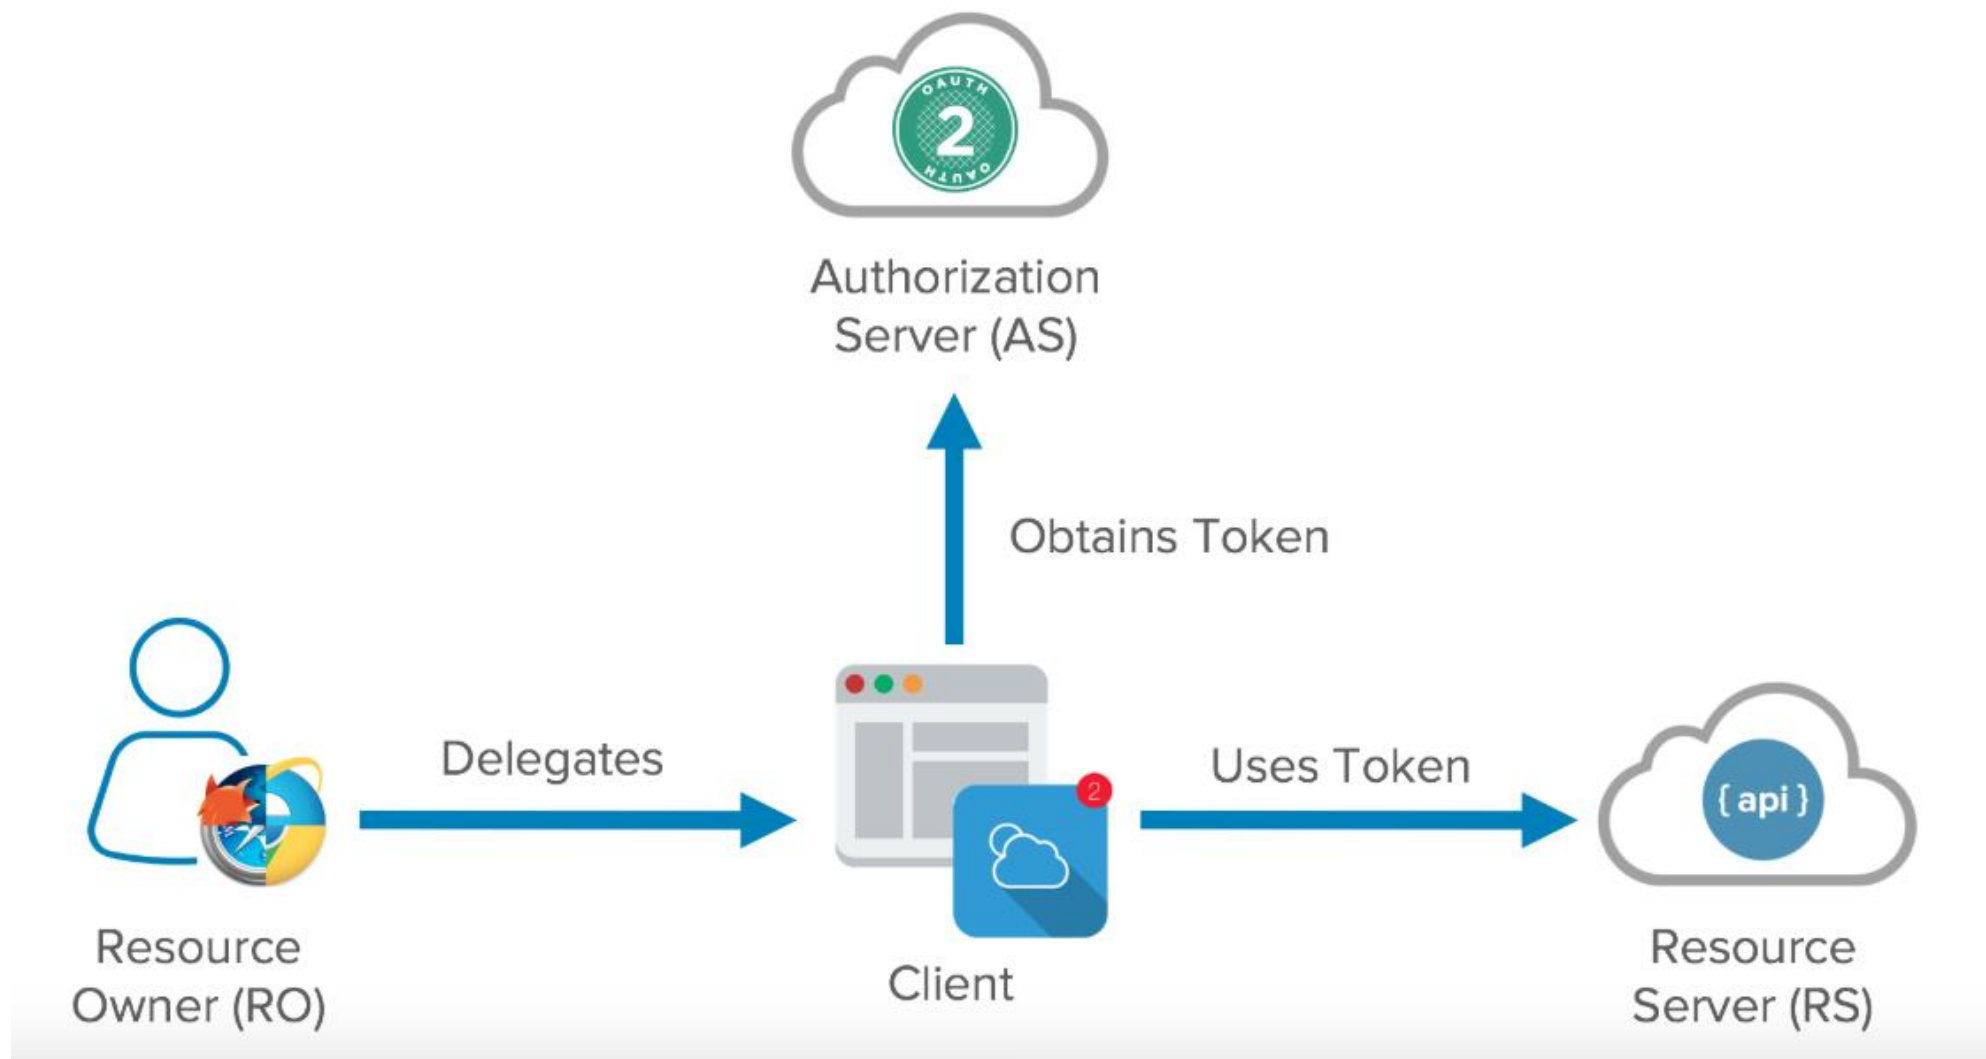 OAUTH
2
OAUTH
Authorization
Server (AS)
Obtains Token
Delegates
Uses Token
2
{ api }
Resource
Owner (RO)
Client
Resource
Server (RS)